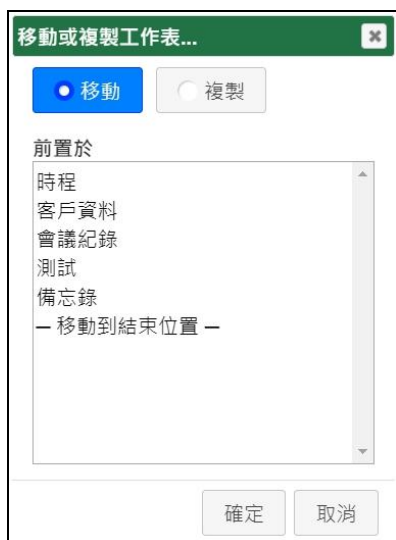 移動或複製工作表...
移動 複製
前置於
時程
客戶資料
會議紀錄
測試
備忘錄
— 移動到結束位置 —
確定 取消